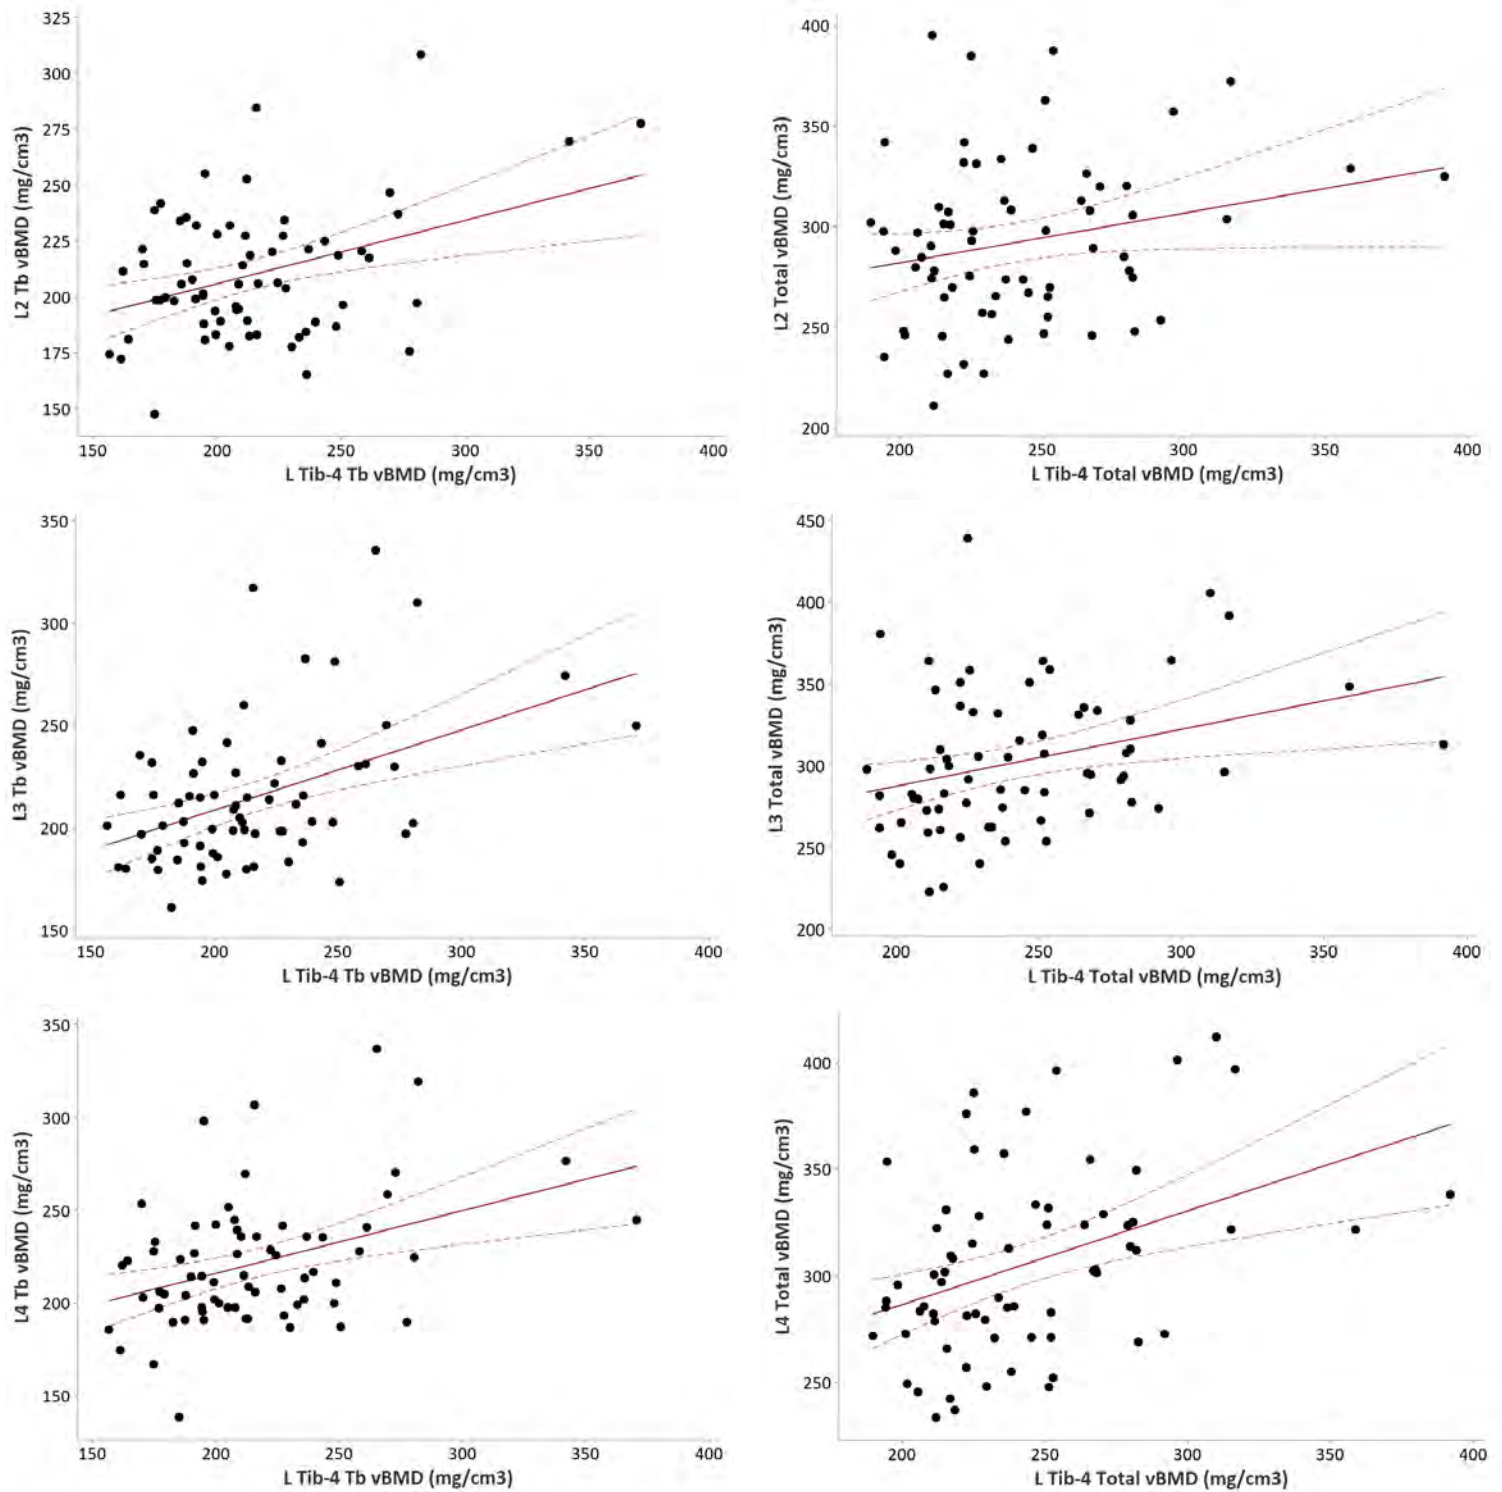 325
300
275
250
225
200
175
150
L2 Tb vBMD (mg/cm3)
150 200 250 300 350 400
L Tib-4 Tb vBMD (mg/cm3)
400
350
300
250
200
L2 Total vBMD (mg/cm3)
200 250 300 350 400
L Tib-4 Total vBMD (mg/cm3)
350
300
250
200
150
L3 Tb vBMD (mg/cm3)
150 200 250 300 350 400
L Tib-4 Tb vBMD (mg/cm3)
450
400
350
300
250
200
L3 Total vBMD (mg/cm3)
200 250 300 350 400
L Tib-4 Total vBMD (mg/cm3)
350
300
250
200
150
L4 Tb vBMD (mg/cm3)
150 200 250 300 350 400
L Tib-4 Tb vBMD (mg/cm3)
400
350
300
250
L4 Total vBMD (mg/cm3)
200 250 300 350 400
L Tib-4 Total vBMD (mg/cm3)